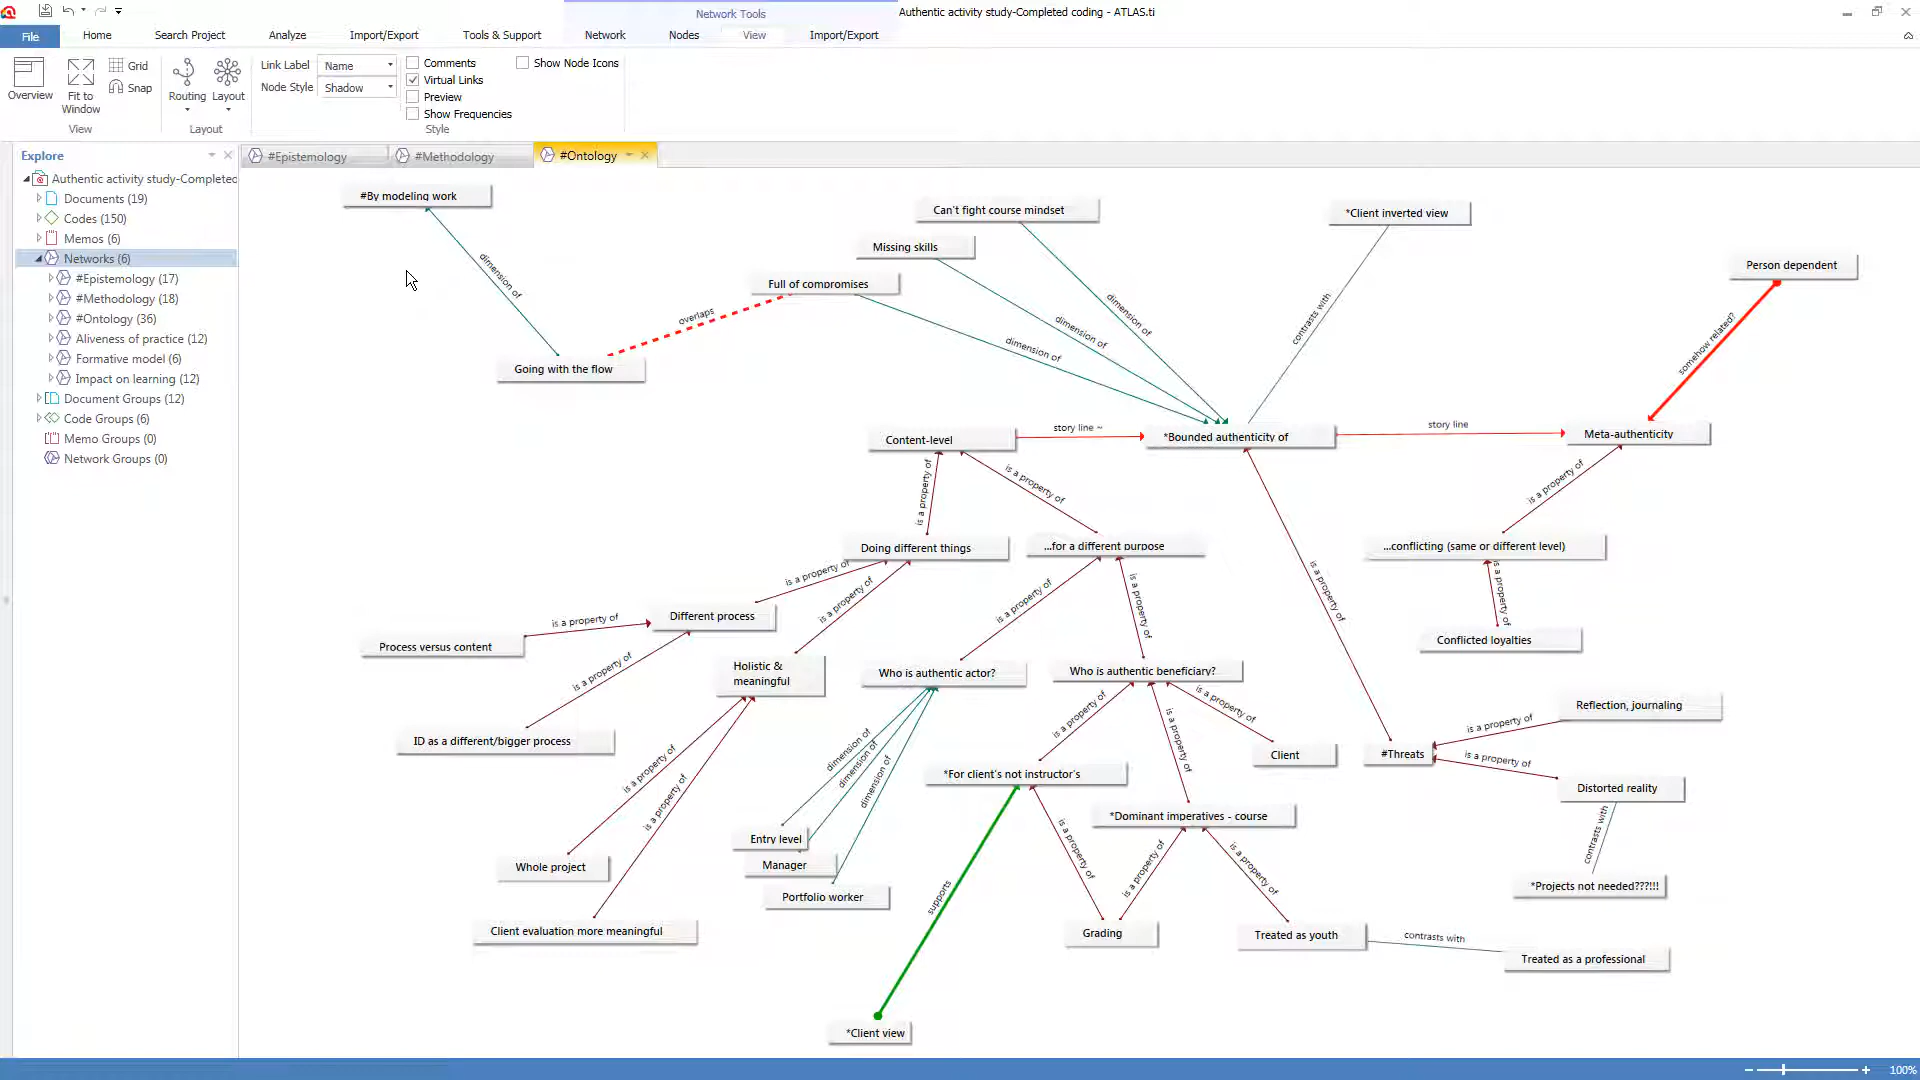 Network Tools
Authentic activity study-Completed coding - ATLAS.ti
File
Home
Search Project
Analyze
Import/Export
Tools & Support
Network
Nodes
View
Import/Export
Overview
Fit to
Window
Grid
Snap
View
Routing
Layout
Layout
Link Label
Name
Node Style
Shadow
Comments
Virtual Links
Preview
Show Frequencies
Show Node Icons
Style
Explore
Authentic activity study-Completed
Documents (19)
Codes (150)
Memos (6)
Networks (6)
#Epistemology (17)
#Methodology (18)
#Ontology (36)
Aliveness of practice (12)
Formative model (6)
Impact on learning (12)
Document Groups (12)
Code Groups (6)
Memo Groups (0)
Network Groups (0)
#Epistemology
#Methodology
#Ontology
#By modeling work
Can't fight course mindset
*Client inverted view
Missing skills
Person dependent
Full of compromises
dimension of
overlaps
dimension of
dimension of
dimension of
contrasts with
somehow related?
Going with the flow
Content-level
story line ~
*Bounded authenticity of
story line
Meta-authenticity
is a property of
is a property of
is a property of
Doing different things
...for a different purpose
...conflicting (same or different level)
is a property of
is a property of
is a property of
is a property of
is a property of
is a property of
Different process
is a property of
Process versus content
Conflicted loyalties
is a property of
Holistic &
meaningful
Who is authentic actor?
Who is authentic beneficiary?
is a property of
is a property of
is a property of
Reflection, journaling
is a property of
ID as a different/bigger process
Client
#Threats
is a property of
dimension of
dimension of
dimension of
is a property of
is a property of
*For client's not instructor's
Distorted reality
*Dominant imperatives - course
contrasts with
Entry level
Manager
Portfolio worker
is a property of
is a property of
is a property of
Whole project
supports
*Projects not needed???!!!
Client evaluation more meaningful
Grading
Treated as youth
contrasts with
Treated as a professional
*Client view
100%